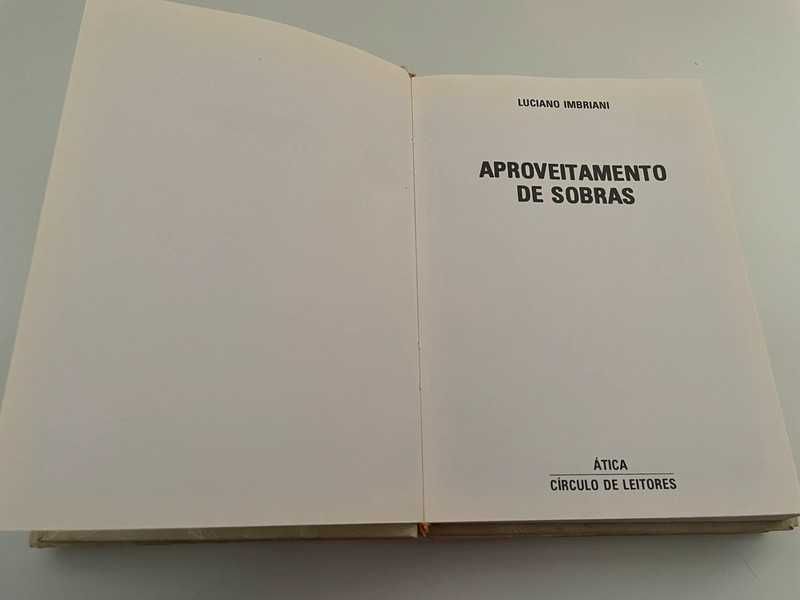 LUCIANO IMBRIANI
APROVEITAMENTO
DE SOBRAS
ÁTICA
CÍRCULO DE LEITORES